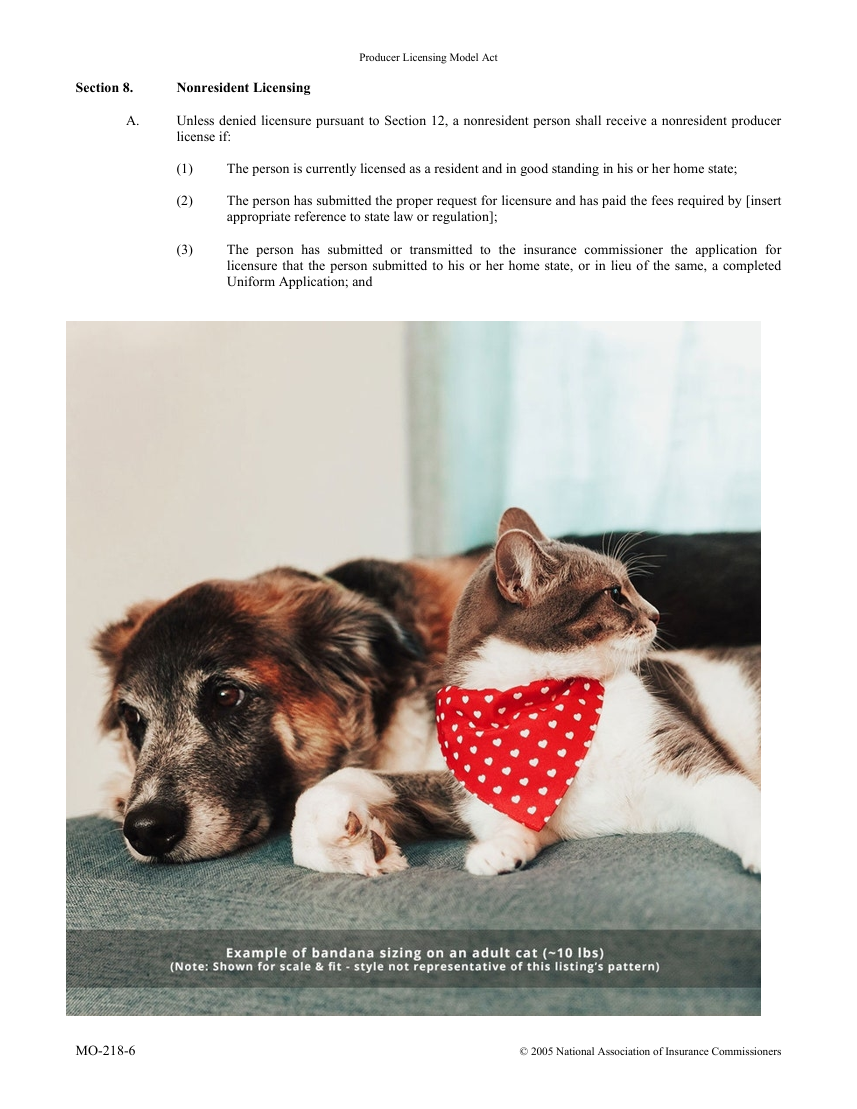 Producer Licensing Model Act
Section 8. Nonresident Licensing
A. Unless denied licensure pursuant to Section 12, a nonresident person shall receive a nonresident producer
license if:
(1) The person is currently licensed as a resident and in good standing in his or her home state;
(2) The person has submitted the proper request for licensure and has paid the fees required by [insert
appropriate reference to state law or regulation];
(3) The person has submitted or transmitted to the insurance commissioner the application for
licensure that the person submitted to his or her home state, or in lieu of the same, a completed
Uniform Application; and
Example of bandana sizing on an adult cat (~10 lbs)
(Note: Shown for scale & fit - style not representative of this listing's pattern)
MO-218-6 © 2005 National Association of Insurance Commissioners